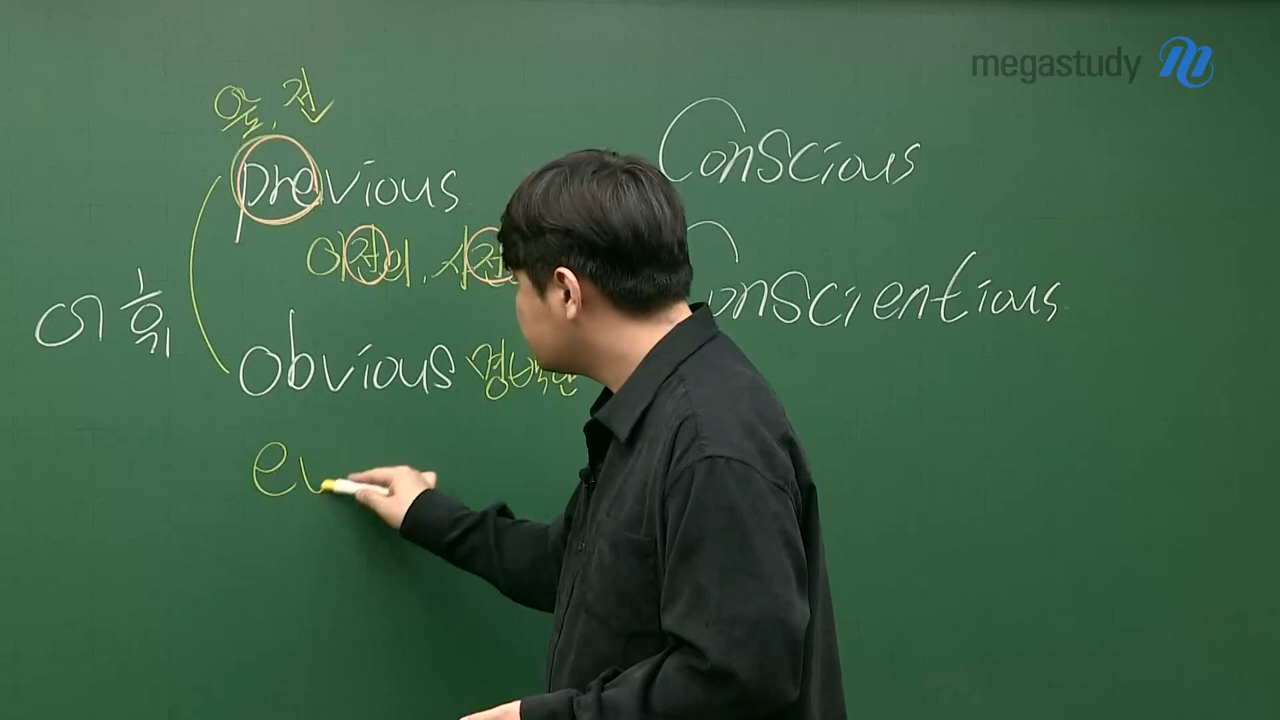 megastudy
앞, 전
previous
이전의, 사전
어휘
obvious 명백한
ev
Conscious
Conscientious